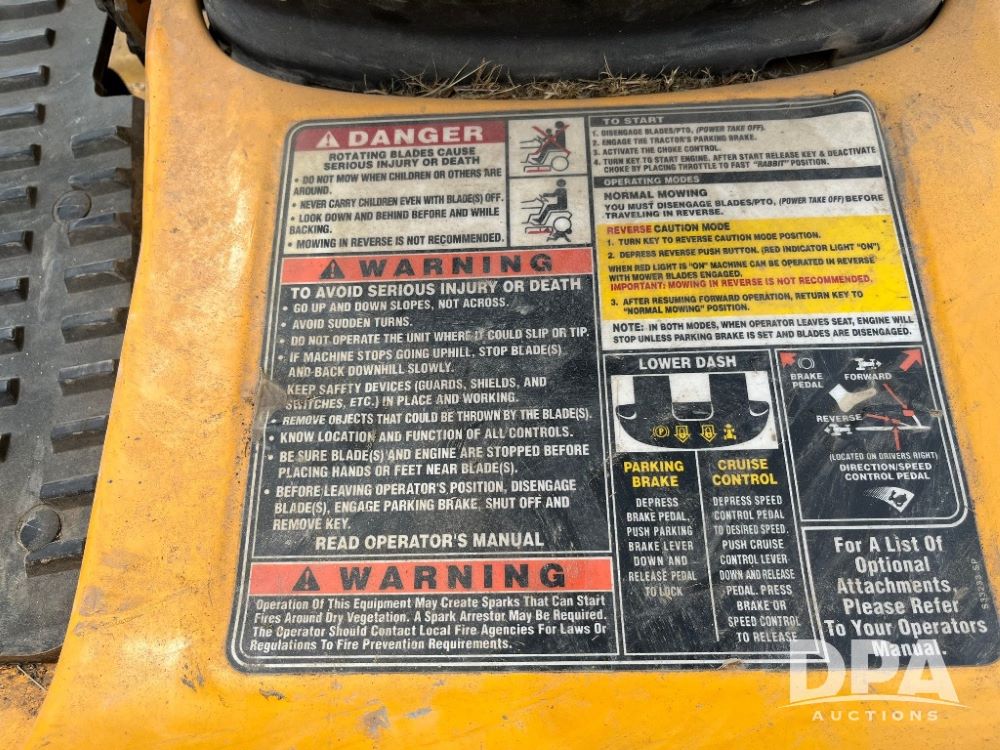 DANGER
ROTATING BLADES CAUSE
SERIOUS INJURY OR DEATH
• DO NOT MOW WHEN CHILDREN OR OTHERS ARE
AROUND.
• NEVER CARRY CHILDREN EVEN WITH BLADE(S) OFF.
• LOOK DOWN AND BEHIND BEFORE AND WHILE
BACKING.
• MOWING IN REVERSE IS NOT RECOMMENDED.
WARNING
TO AVOID SERIOUS INJURY OR DEATH
• GO UP AND DOWN SLOPES, NOT ACROSS.
• AVOID SUDDEN TURNS.
• DO NOT OPERATE THE UNIT WHERE IT COULD SLIP OR TIP.
• IF MACHINE STOPS GOING UPHILL, STOP BLADE(S)
AND BACK DOWNHILL SLOWLY.
KEEP SAFETY DEVICES (GUARDS, SHIELDS, AND
SWITCHES, ETC.) IN PLACE AND WORKING.
• REMOVE OBJECTS THAT COULD BE THROWN BY THE BLADE(S).
• KNOW LOCATION AND FUNCTION OF ALL CONTROLS.
• BE SURE BLADE(S) AND ENGINE ARE STOPPED BEFORE
PLACING HANDS OR FEET NEAR BLADE(S).
• BEFORE LEAVING OPERATOR'S POSITION, DISENGAGE
BLADE(S), ENGAGE PARKING BRAKE, SHUT OFF AND
REMOVE KEY.
READ OPERATOR'S MANUAL
WARNING
Operation Of This Equipment May Create Sparks That Can Start
Fires Around Dry Vegetation. A Spark Arrestor May Be Required.
The Operator Should Contact Local Fire Agencies For Laws Or
Regulations To Fire Prevention Requirements.
TO START
1. DISENGAGE BLADES/PTO, (POWER TAKE OFF).
2. ENGAGE THE TRACTOR'S PARKING BRAKE.
3. ACTIVATE THE CHOKE CONTROL.
4. TURN KEY TO START ENGINE. AFTER START RELEASE KEY & DEACTIVATE
CHOKE BY PLACING THROTTLE TO FAST "RABBIT" POSITION.
OPERATING MODES
NORMAL MOWING
YOU MUST DISENGAGE BLADES/PTO, (POWER TAKE OFF) BEFORE
TRAVELING IN REVERSE.
REVERSE CAUTION MODE
1. TURN KEY TO REVERSE CAUTION MODE POSITION.
2. DEPRESS REVERSE PUSH BUTTON. (RED INDICATOR LIGHT "ON")
WHEN RED LIGHT IS "ON" MACHINE CAN BE OPERATED IN REVERSE
WITH MOWER BLADES ENGAGED.
IMPORTANT: MOWING IN REVERSE IS NOT RECOMMENDED.
3. AFTER RESUMING FORWARD OPERATION, RETURN KEY TO
"NORMAL MOWING" POSITION.
NOTE: IN BOTH MODES, WHEN OPERATOR LEAVES SEAT, ENGINE WILL
STOP UNLESS PARKING BRAKE IS SET AND BLADES ARE DISENGAGED.
LOWER DASH
P
PARKING
BRAKE
DEPRESS
BRAKE PEDAL.
PUSH PARKING
BRAKE LEVER
DOWN AND
RELEASE PEDAL
TO LOCK
CRUISE
CONTROL
DEPRESS SPEED
CONTROL PEDAL
TO DESIRED SPEED.
PUSH CRUISE
CONTROL LEVER
DOWN AND RELEASE
PEDAL. PRESS
BRAKE OR
SPEED CONTROL
TO RELEASE
BRAKE
PEDAL
FORWARD
REVERSE
(LOCATED ON DRIVERS RIGHT)
DIRECTION/SPEED
CONTROL PEDAL
For A List Of
Optional
Attachments,
Please Refer
To Your Operators
Manual.
DPA
AUCTIONS